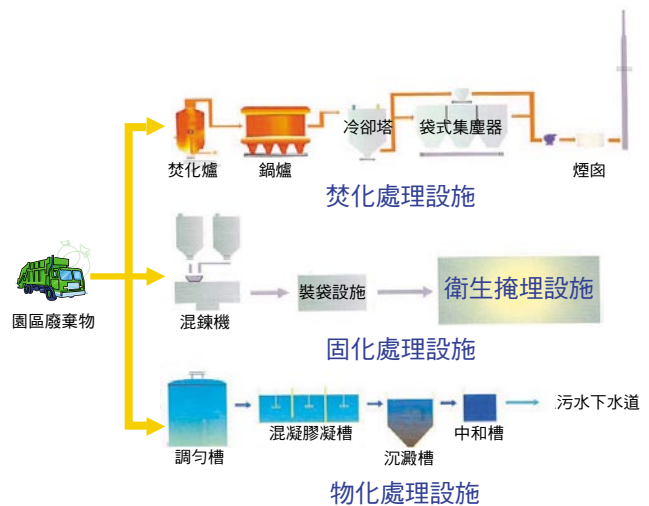 冷卻塔
袋式集塵器
焚化爐
鍋爐
煙囪
焚化處理設施
園區廢棄物
混鍊機
裝袋設施
衛生掩埋設施
固化處理設施
調勻槽
混凝膠凝槽
沉澱槽
中和槽
污水下水道
物化處理設施